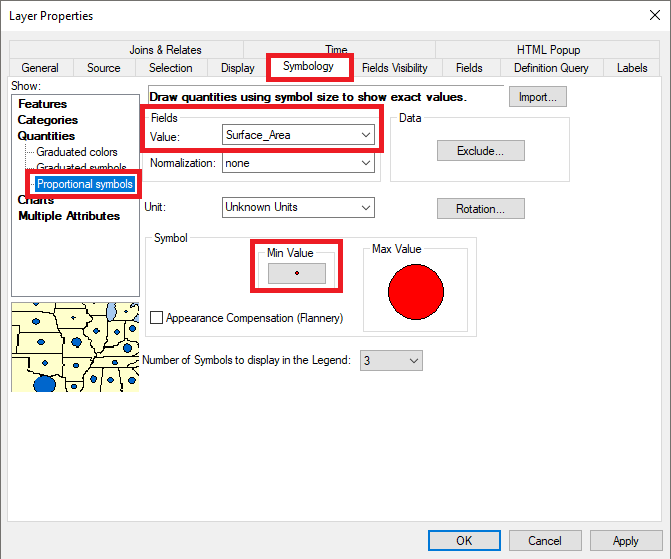 Layer Properties
Joins & Relates
Time
HTML Popup
General
Source
Selection
Display
Symbology
Fields Visibility
Fields
Definition Query
Labels
Show:
Features
Categories
Quantities
Graduated colors
Graduated symbols
Proportional symbols
Charts
Multiple Attributes
Draw quantities using symbol size to show exact values.
Import...
Fields
Value:
Surface_Area
Normalization:
none
Data
Exclude...
Unit:
Unknown Units
Rotation...
Symbol
Min Value
Max Value
Appearance Compensation (Flannery)
Number of Symbols to display in the Legend:
3
OK
Cancel
Apply